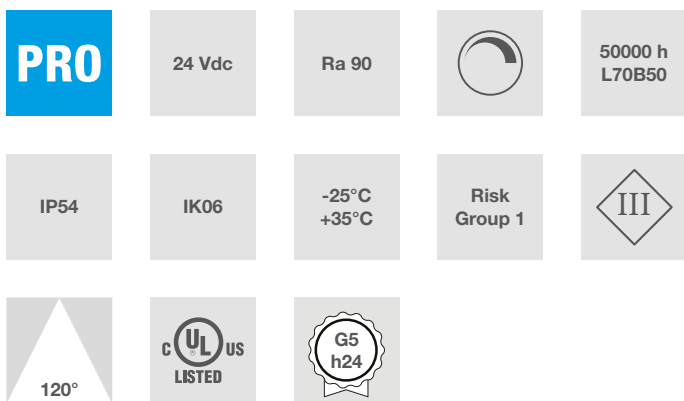 PRO
24 Vdc
Ra 90
50000 h
L70B50
IP54
IK06
-25°C
+35°C
Risk
Group 1
III
120°
C UL US
®
LISTED
G5
h24